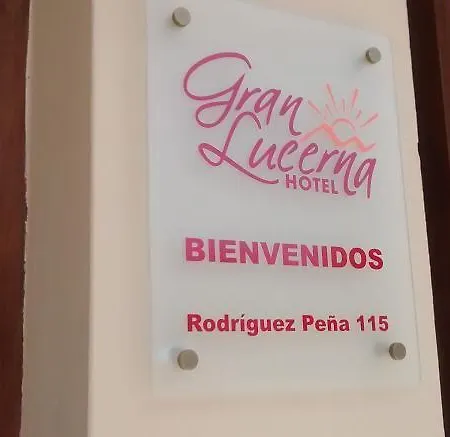 Gran
Lucerna
HOTEL
BIENVENIDOS
Rodríguez Peña 115